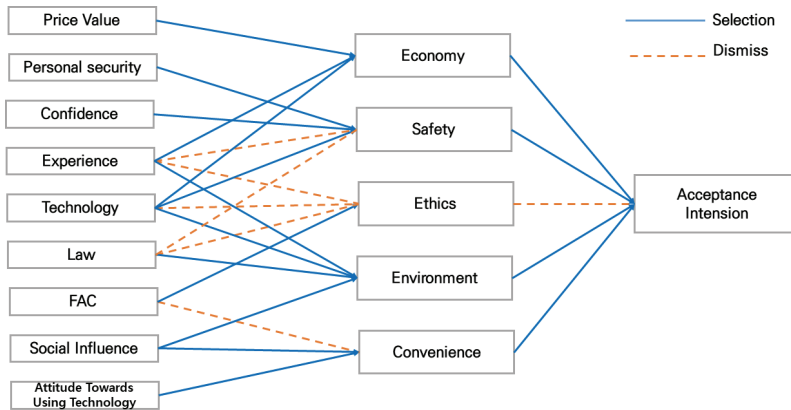 Price Value
Personal security
Confidence
Experience
Technology
Law
FAC
Social Influence
Attitude Towards
Using Technology
Economy
Safety
Ethics
Environment
Convenience
Acceptance
Intension
Selection
Dismiss